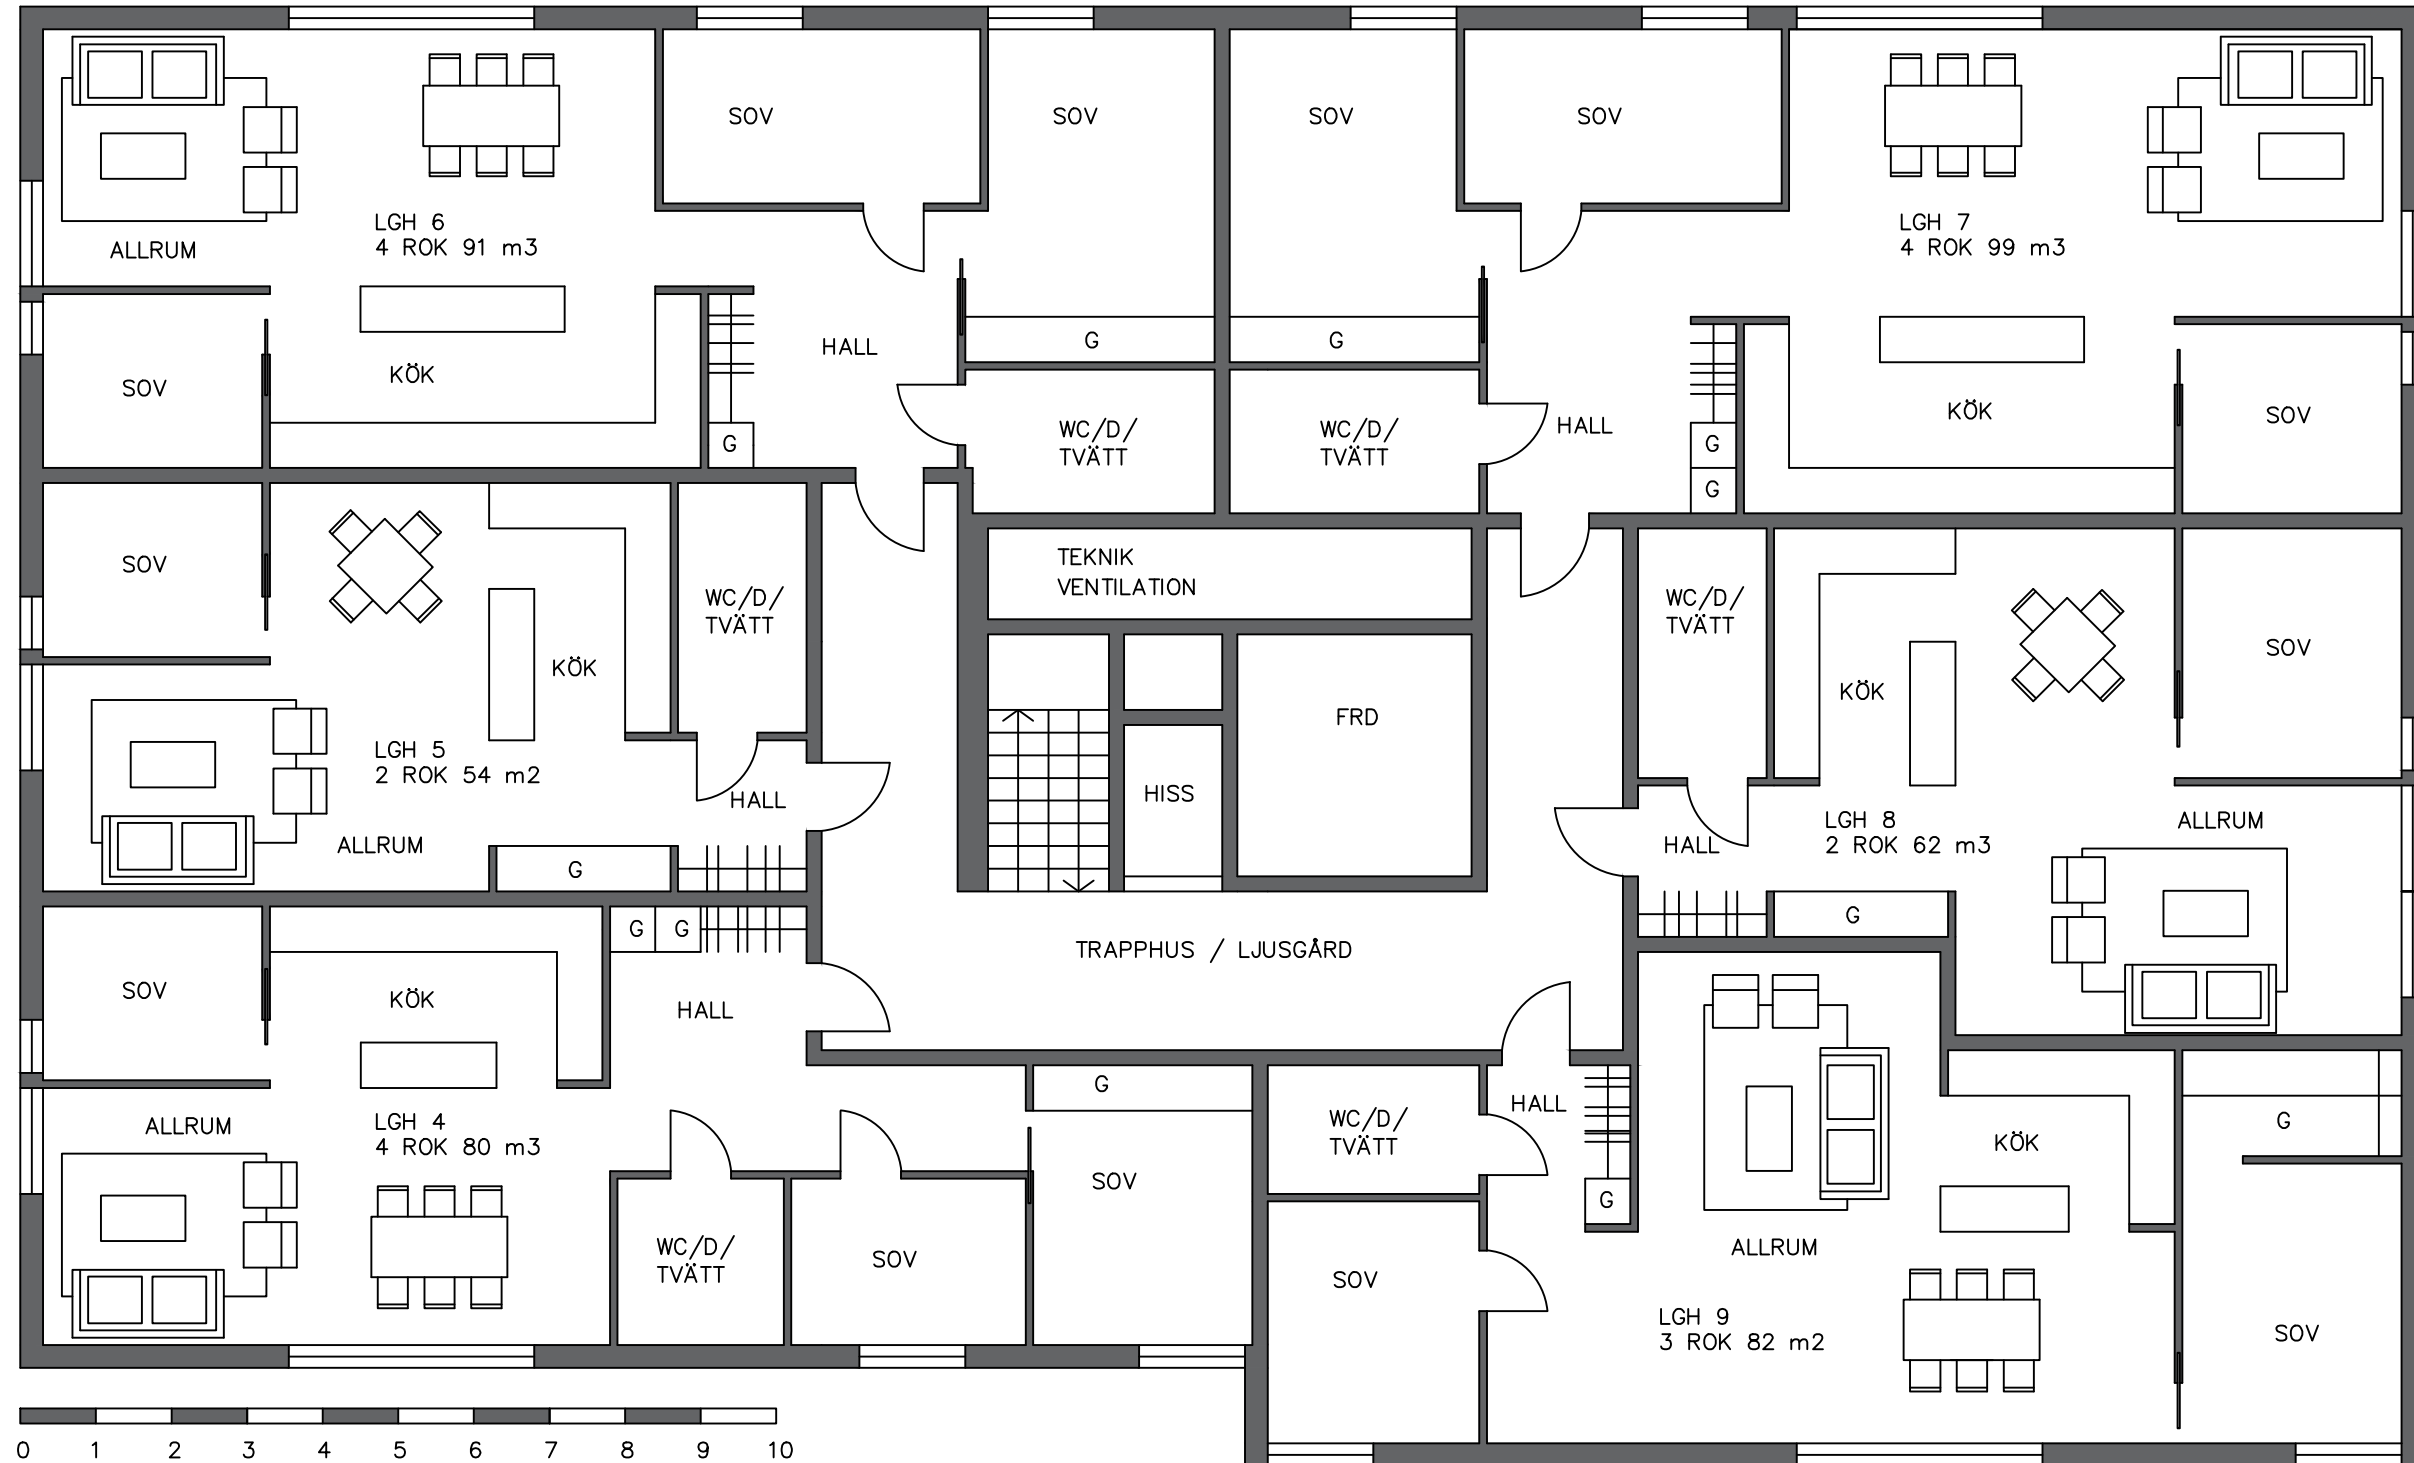 SOV
SOV
SOV
SOV
LGH 6
4 ROK 91 m3
ALLRUM
SOV
KÖK
G
HALL
G
G
WC/D/
TVÄTT
WC/D/
TVÄTT
LGH 7
4 ROK 99 m3
HALL
G
G
KÖK
SOV
SOV
KÖK
WC/D/
TVÄTT
LGH 5
2 ROK 54 m2
HALL
ALLRUM
G
TEKNIK
VENTILATION
FRD
HISS
TRAPPHUS / LJUSGÅRD
WC/D/
TVÄTT
KÖK
SOV
LGH 8
2 ROK 62 m3
HALL
ALLRUM
G
SOV
KÖK
G
G
HALL
ALLRUM
LGH 4
4 ROK 80 m3
WC/D/
TVÄTT
SOV
G
SOV
WC/D/
TVÄTT
HALL
G
SOV
ALLRUM
KÖK
G
LGH 9
3 ROK 82 m2
SOV
0 1 2 3 4 5 6 7 8 9 10